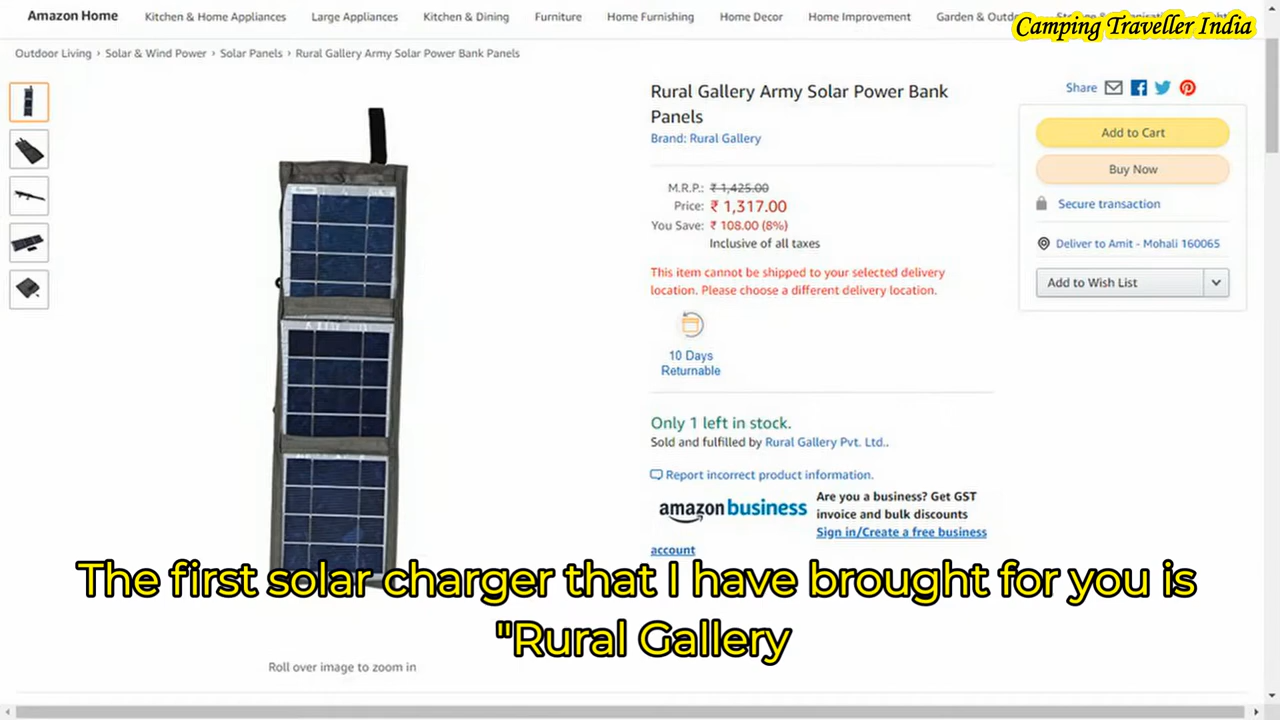 Amazon Home Kitchen & Home Appliances Large Appliances Kitchen & Dining Furniture Home Furnishing Home Decor Home Improvement Garden &
Camping Traveller India
Outdoor Living › Solar & Wind Power › Solar Panels › Rural Gallery Army Solar Power Bank Panels
Share
Rural Gallery Army Solar Power Bank
Panels
Brand: Rural Gallery
Add to Cart
Buy Now
M.R.P.: ₹ 1,425.00
Price: ₹ 1,317.00
You Save: ₹ 108.00 (8%)
Inclusive of all taxes
Secure transaction
Deliver to Amit - Mohali 160065
Add to Wish List
This item cannot be shipped to your selected delivery
location. Please choose a different delivery location.
10 Days
Returnable
Only 1 left in stock.
Sold and fulfilled by Rural Gallery Pvt. Ltd..
Report incorrect product information.
amazon business
Are you a business? Get GST
invoice and bulk discounts
Sign in/Create a free business
account
The first solar charger that I have brought for you is
"Rural Gallery
Roll over image to zoom in